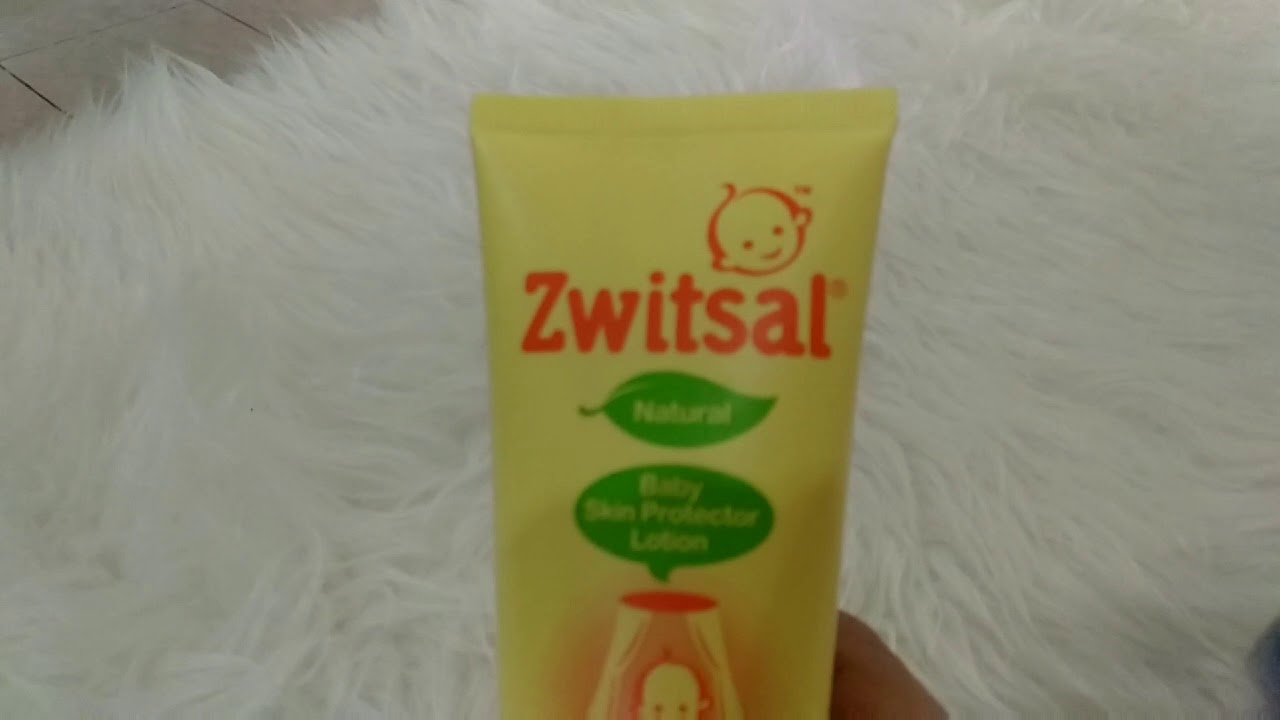 Zwitsal®
Natural
Baby
Skin Protector
Lotion